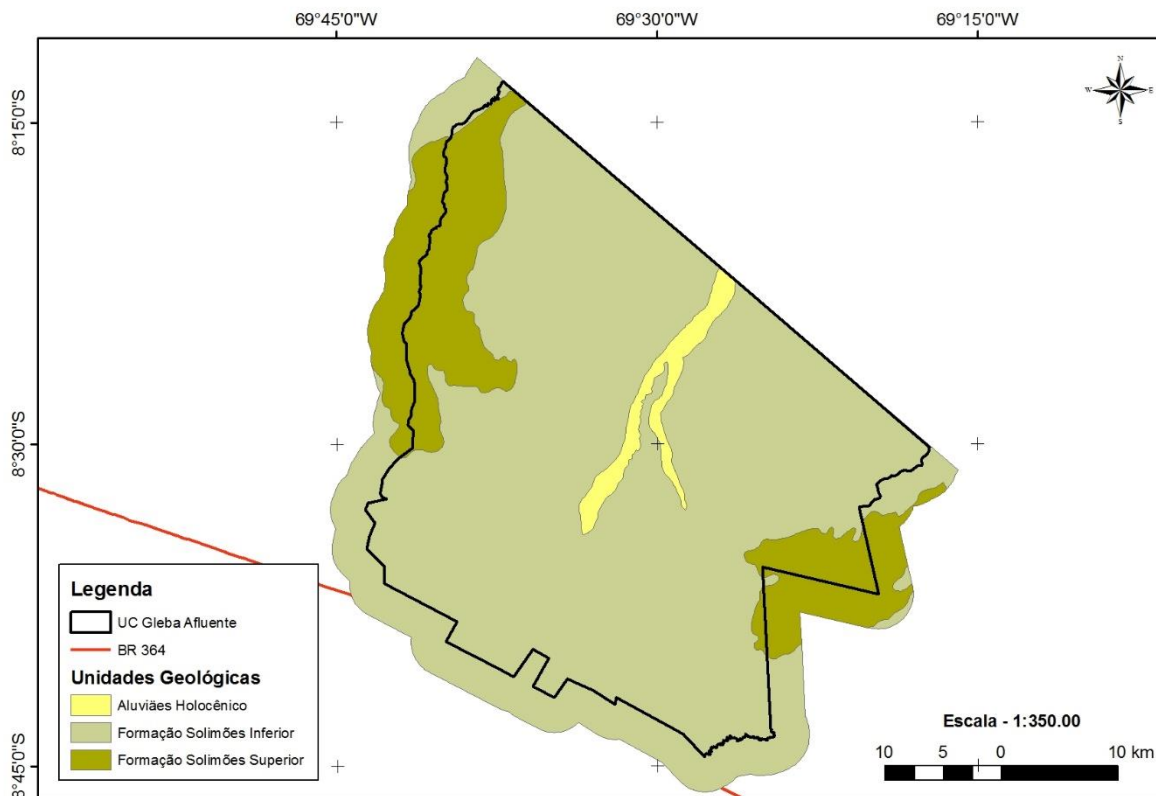 69°45'0"W 69°30'0"W 69°15'0"W
N
W E
S
8°15'0"S
8°30'0"S
8°45'0"S
Legenda
UC Gleba Afluente
BR 364
Unidades Geológicas
Aluviães Holocênico
Formação Solimões Inferior
Formação Solimões Superior
Escala - 1:350.00
10 5 0 10 km